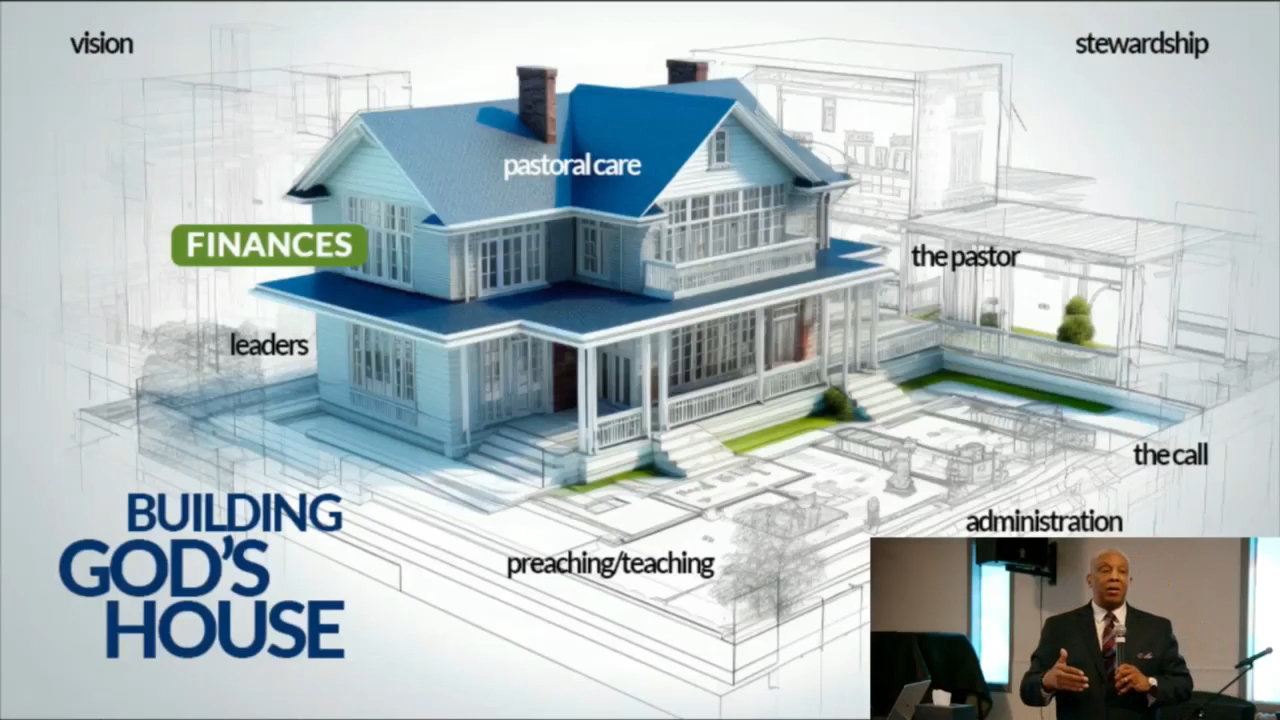 vision
stewardship
pastoral care
FINANCES
the pastor
leaders
the call
BUILDING
GOD'S
HOUSE
administration
preaching/teaching